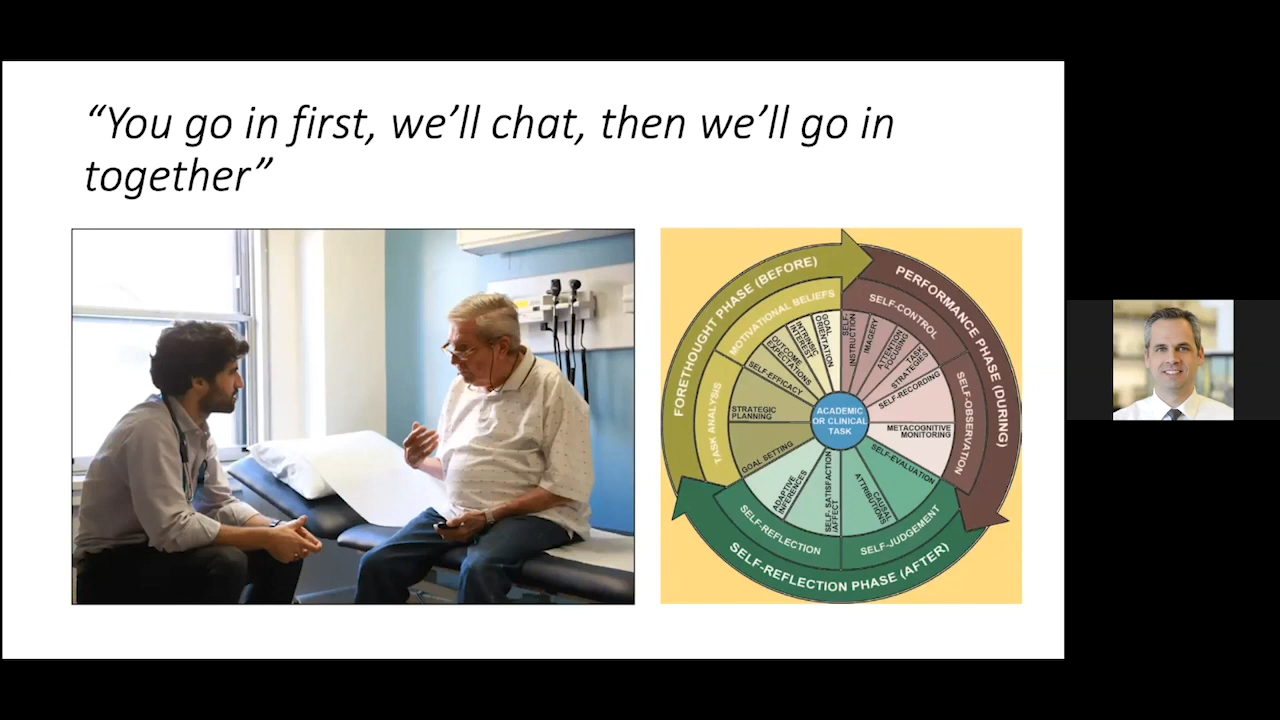 “You go in first, we’ll chat, then we’ll go in
together”
FORETHOUGHT PHASE (BEFORE)
MOTIVATIONAL BELIEFS
GOAL
ORIENTATION
INTRINSIC
INTEREST
OUTCOME
EXPECTATIONS
SELF-EFFICACY
TASK ANALYSIS
STRATEGIC
PLANNING
GOAL SETTING
PERFORMANCE PHASE (DURING)
SELF-CONTROL
SELF-
INSTRUCTION
IMAGERY
ATTENTION
FOCUSING
TASK
STRATEGIES
SELF-OBSERVATION
SELF-RECORDING
METACOGNITIVE
MONITORING
ACADEMIC
OR CLINICAL
TASK
SELF-REFLECTION PHASE (AFTER)
SELF-JUDGEMENT
SELF-EVALUATION
CAUSAL
ATTRIBUTIONS
SELF-REFLECTION
SELF- SATISFACTION
/AFFECT
ADAPTIVE
INFERENCES